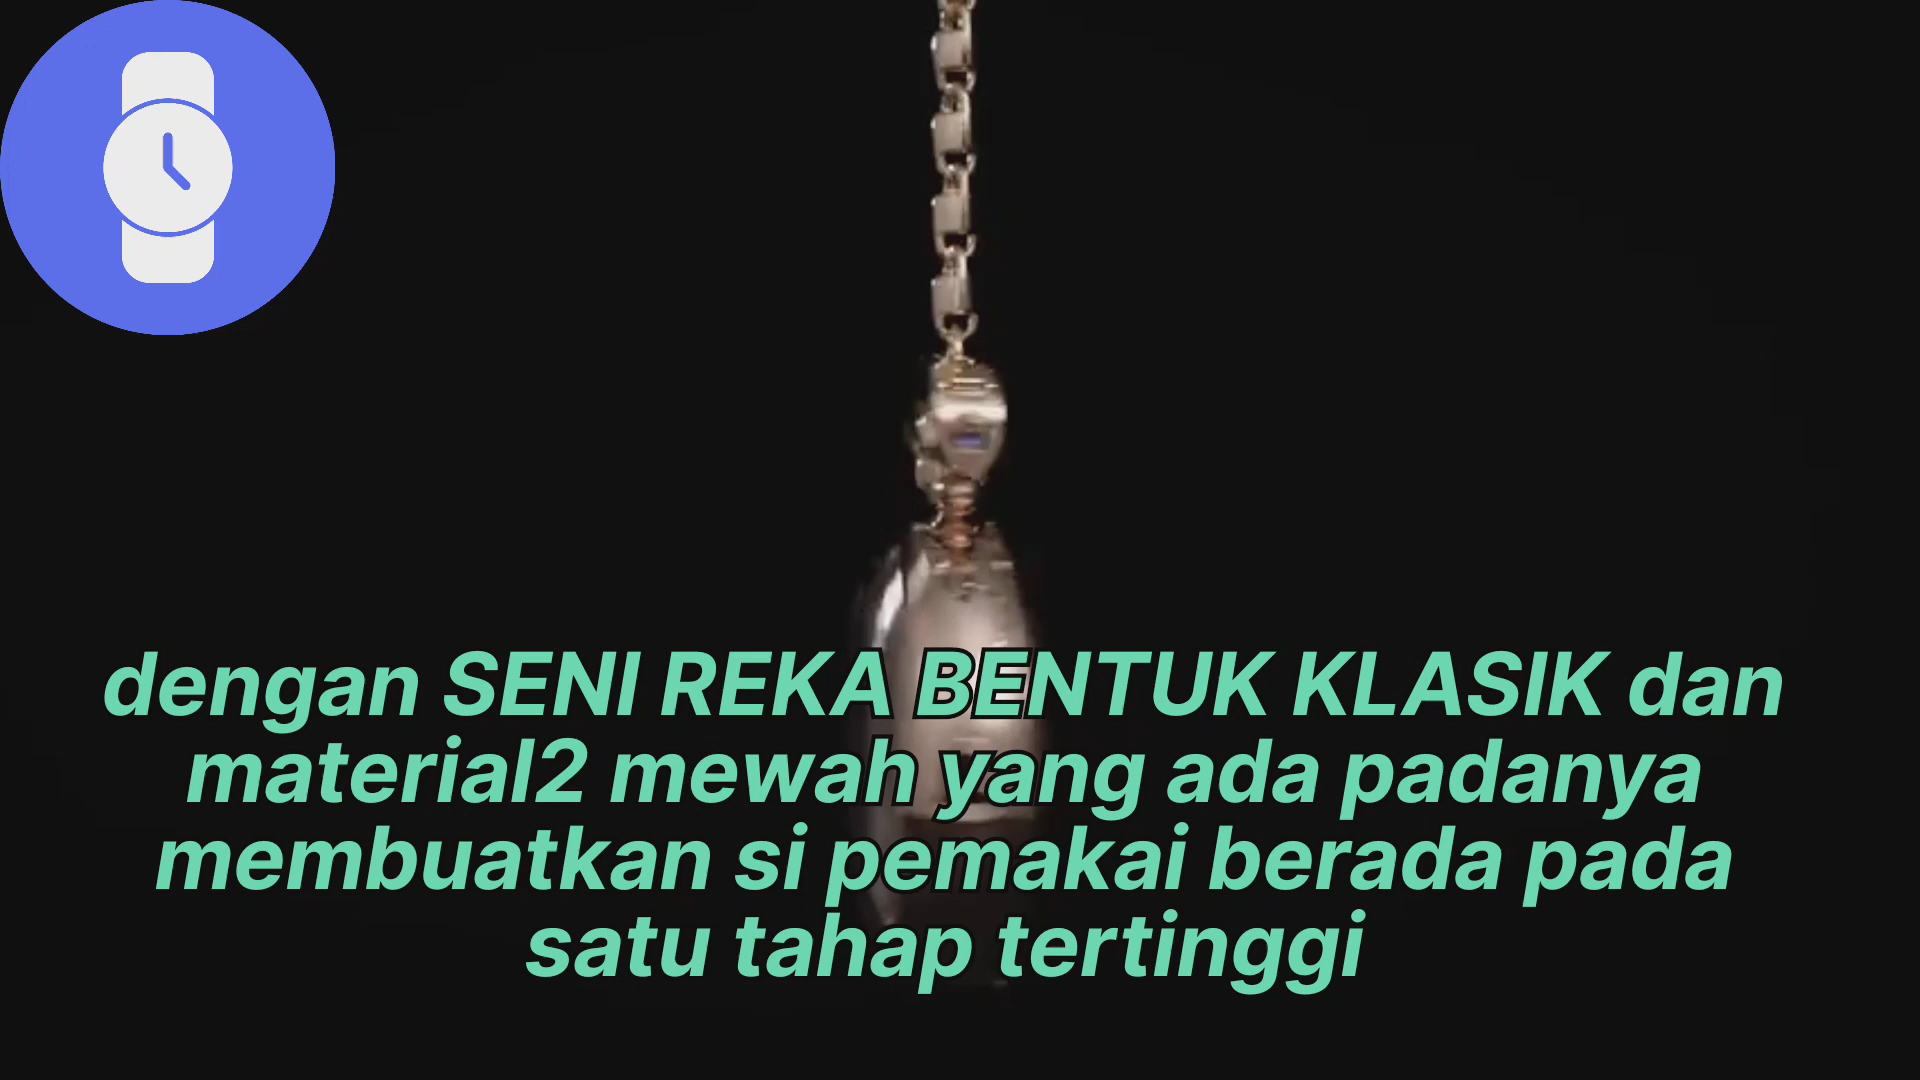 dengan SENI REKA BENTUK KLASIK dan
material2 mewah yang ada padanya
membuatkan si pemakai berada pada
satu tahap tertinggi